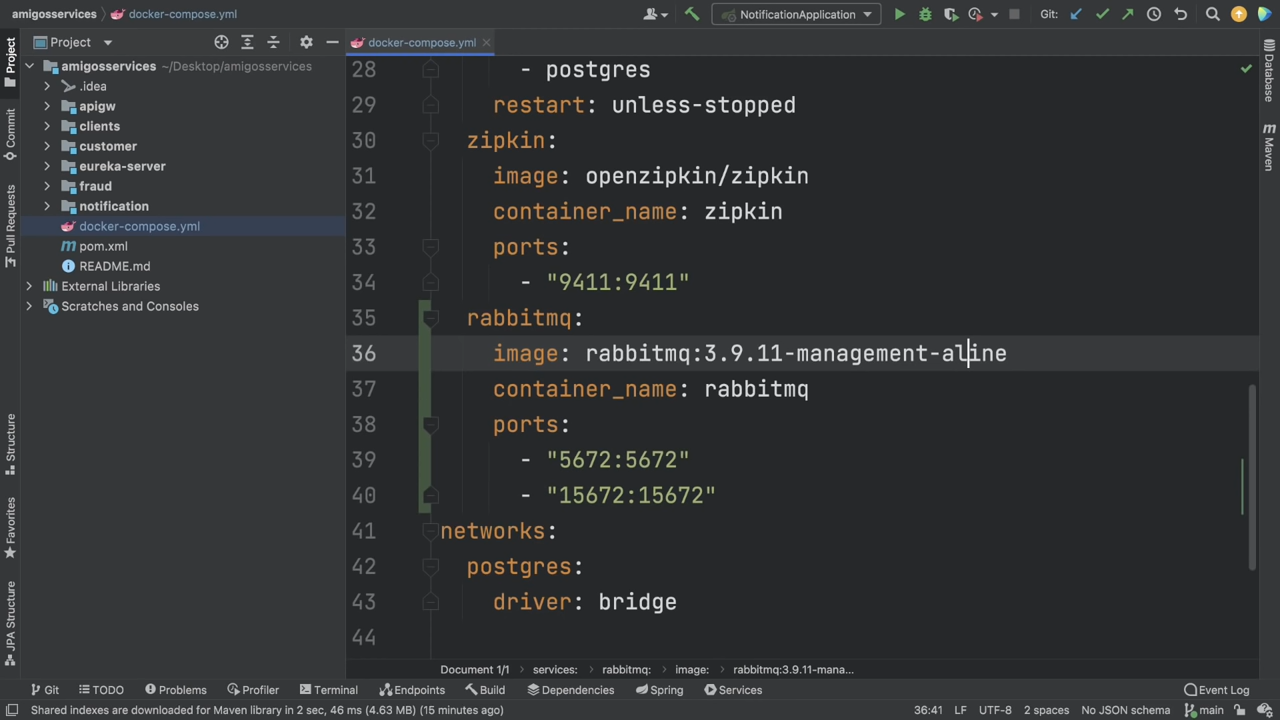 amigosservices
docker-compose.yml
NotificationApplication
Git:
Project
docker-compose.yml
amigosservices ~/Desktop/amigosservices
.idea
apigw
clients
customer
eureka-server
fraud
notification
docker-compose.yml
pom.xml
README.md
External Libraries
Scratches and Consoles
28 - postgres
29 restart: unless-stopped
30 zipkin:
31 image: openzipkin/zipkin
32 container_name: zipkin
33 ports:
34 - "9411:9411"
35 rabbitmq:
36 image: rabbitmq:3.9.11-management-aline
37 container_name: rabbitmq
38 ports:
39 - "5672:5672"
40 - "15672:15672"
41 networks:
42 postgres:
43 driver: bridge
44
Project
Commit
Pull Requests
Structure
Favorites
JPA Structure
Database
Maven
Document 1/1 services: rabbitmq: image: rabbitmq:3.9.11-mana...
Git TODO Problems Profiler Terminal Endpoints Build Dependencies Spring Services Event Log
Shared indexes are downloaded for Maven library in 2 sec, 46 ms (4.63 MB) (15 minutes ago) 36:41 LF UTF-8 2 spaces No JSON schema main